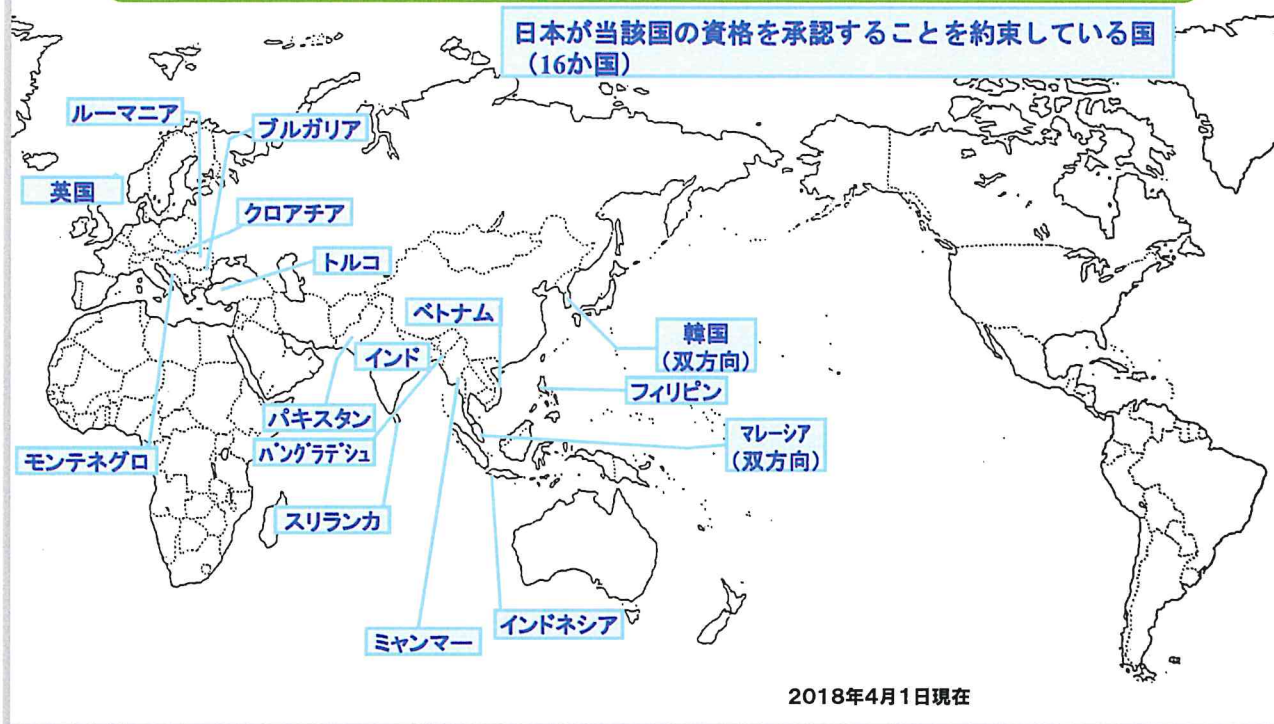 日本が当該国の資格を承認することを約束している国
（16か国）
ルーマニア
ブルガリア
英国
クロアチア
トルコ
ベトナム
韓国
（双方向）
インド
フィリピン
パキスタン
バングラデシュ
マレーシア
（双方向）
モンテネグロ
スリランカ
インドネシア
ミャンマー
2018年4月1日現在